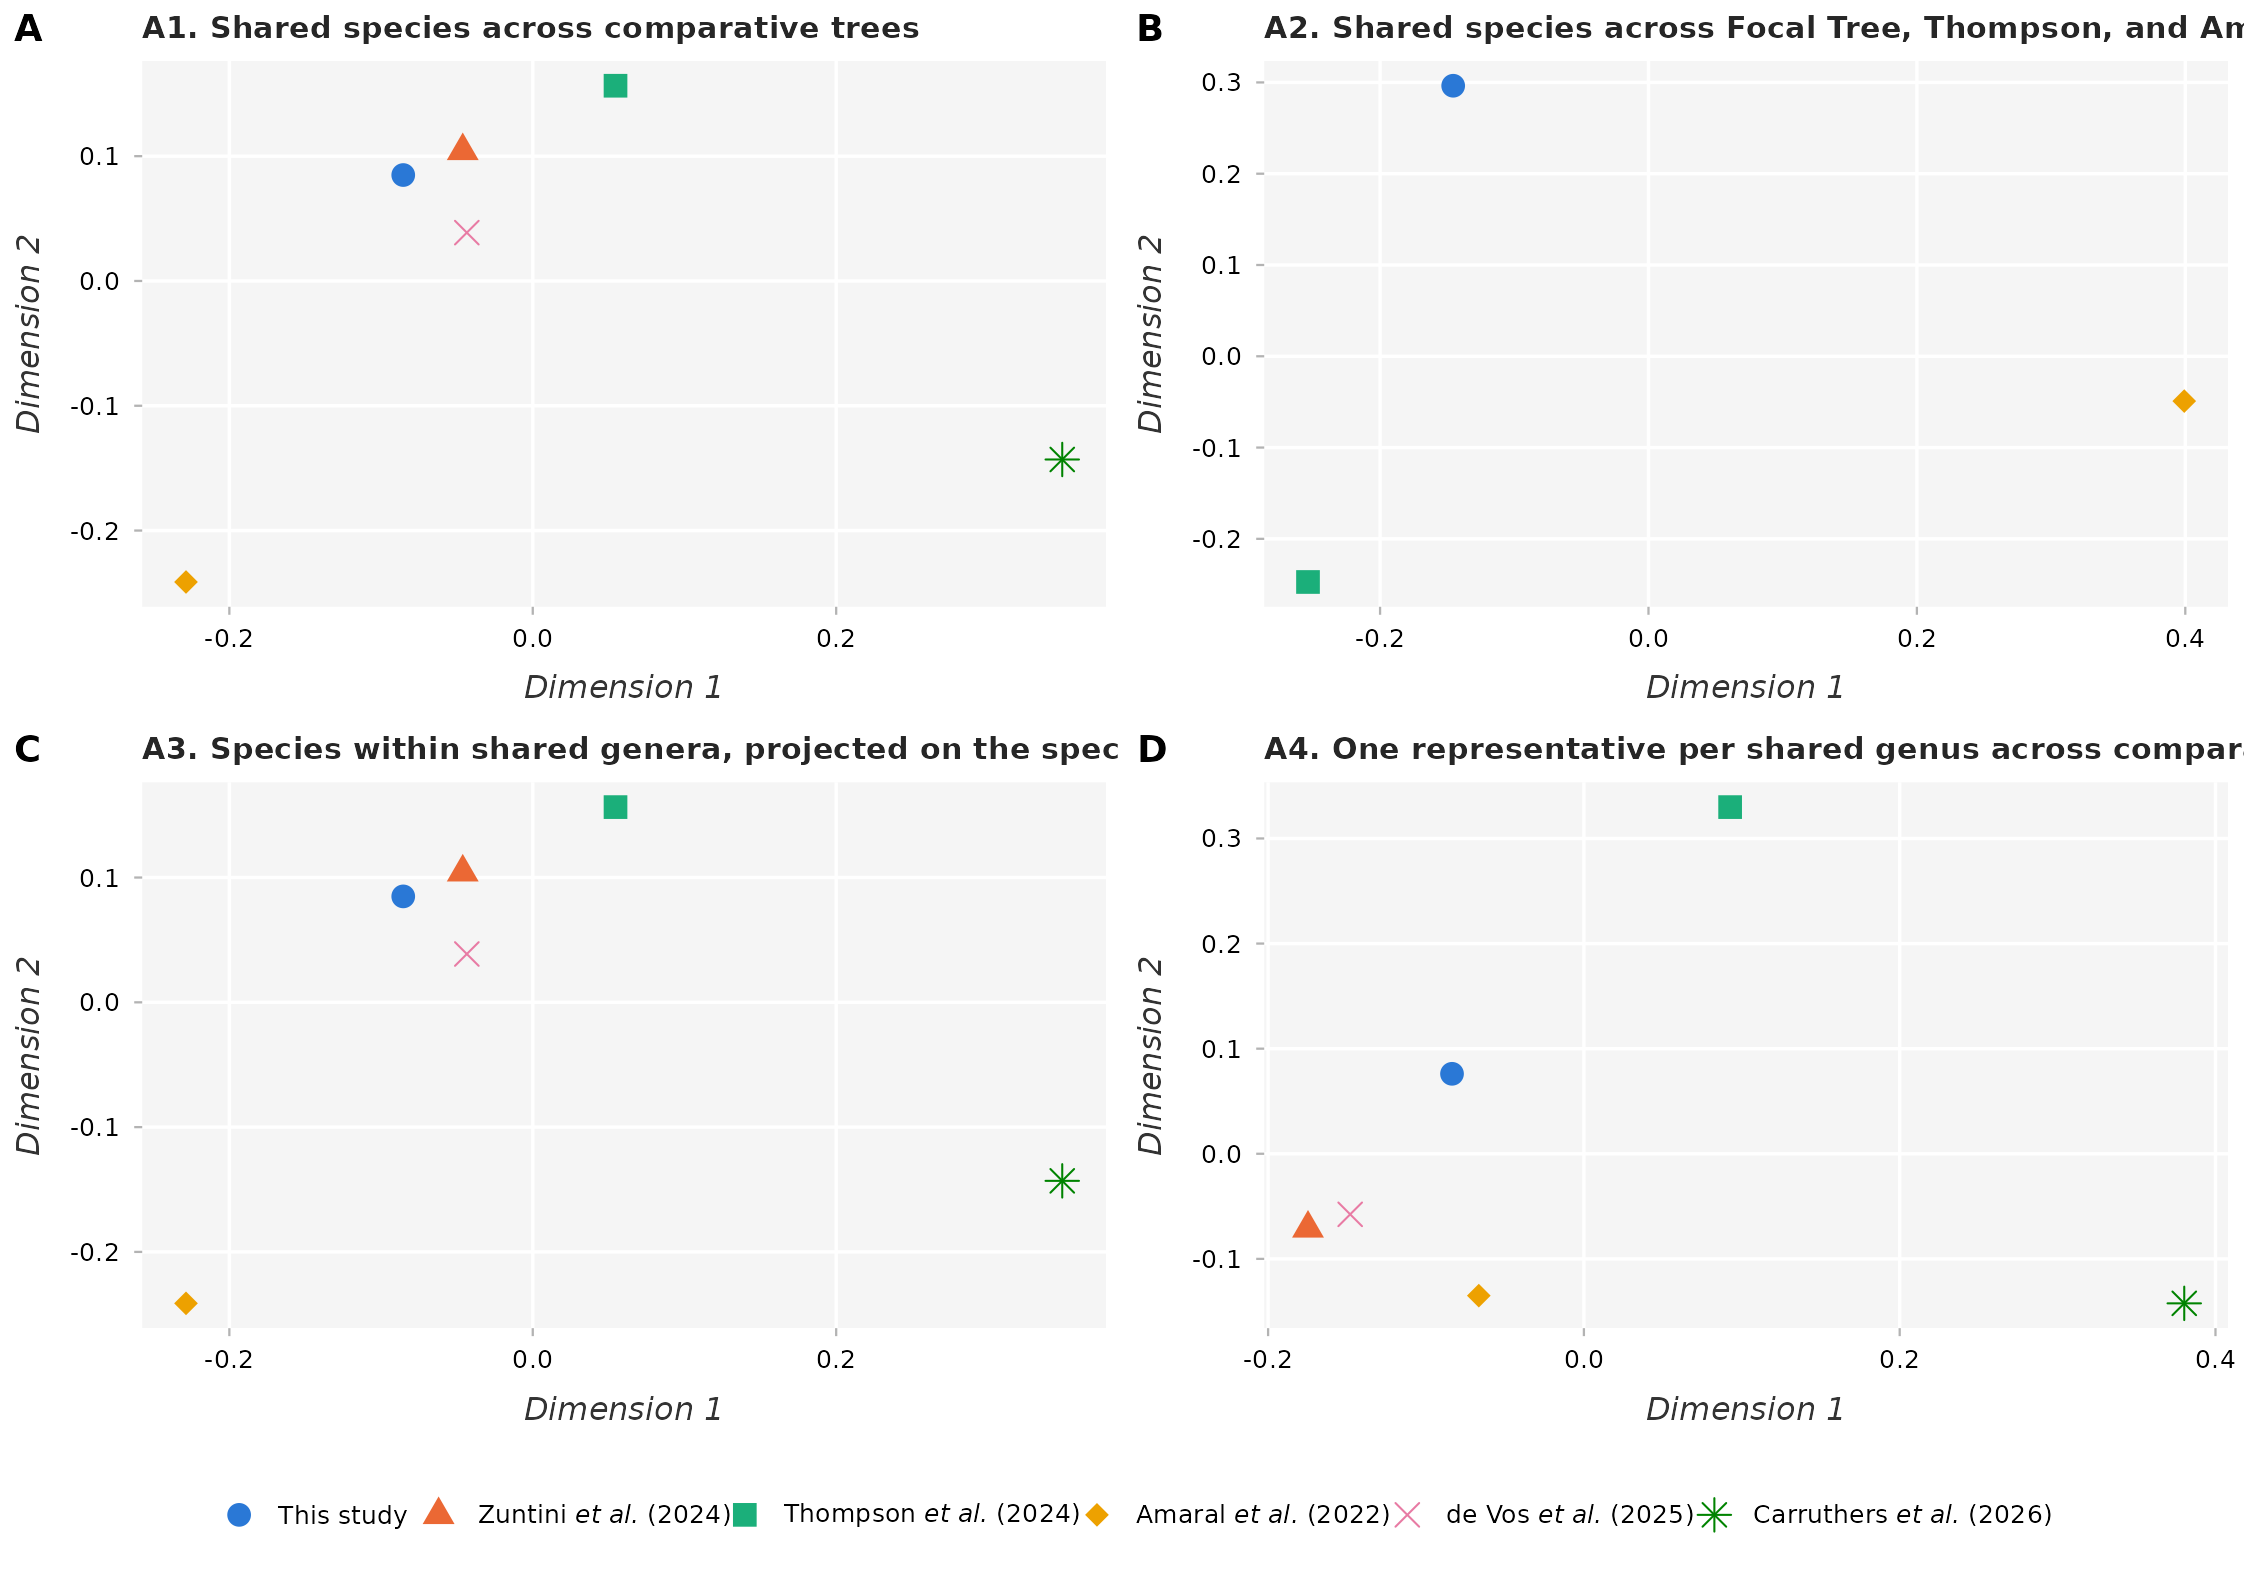 A
A1. Shared species across comparative trees
0.1
0.0
-0.1
-0.2
Dimension 2
-0.2 0.0 0.2
Dimension 1
B
A2. Shared species across Focal Tree, Thompson, and Am
0.3
0.2
0.1
0.0
-0.1
-0.2
Dimension 2
-0.2 0.0 0.2 0.4
Dimension 1
C
A3. Species within shared genera, projected on the spec
0.1
0.0
-0.1
-0.2
Dimension 2
-0.2 0.0 0.2
Dimension 1
D
A4. One representative per shared genus across compar
0.3
0.2
0.1
0.0
-0.1
Dimension 2
-0.2 0.0 0.2 0.4
Dimension 1
This study Zuntini et al. (2024) Thompson et al. (2024) Amaral et al. (2022) de Vos et al. (2025) Carruthers et al. (2026)